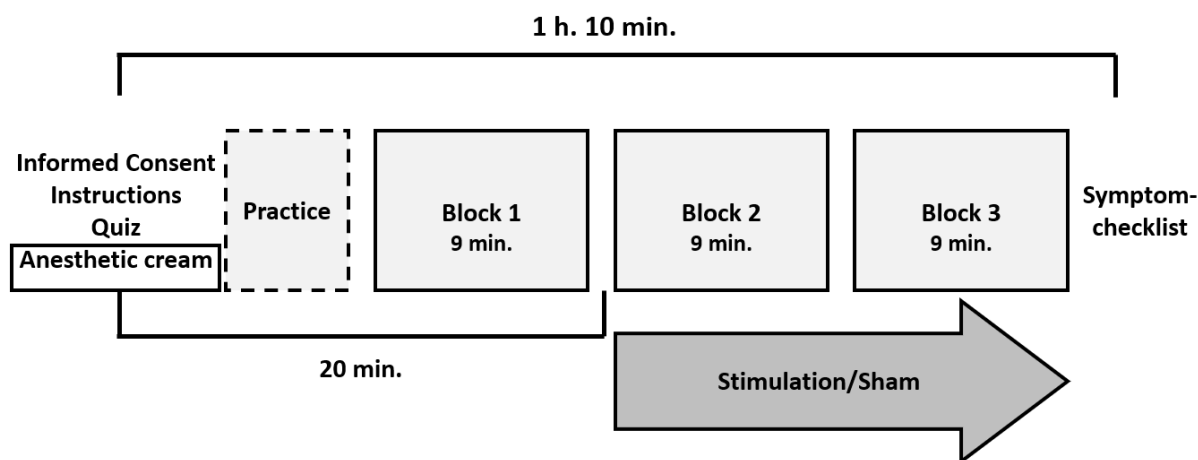 1 h. 10 min.
Informed Consent
Instructions
Quiz
Anesthetic cream
Practice
Block 1
9 min.
Block 2
9 min.
Block 3
9 min.
Symptom-
checklist
20 min.
Stimulation/Sham